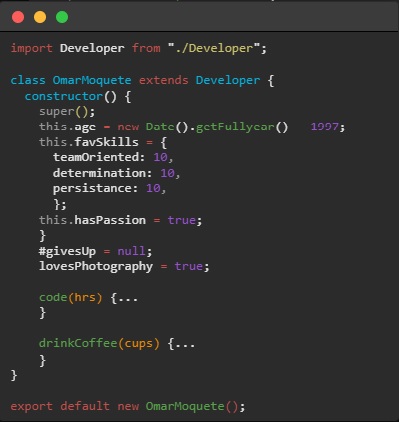 import Developer from "./Developer";
class OmarMoquete extends Developer {
constructor() {
super();
this.age = new Date().getFullyear() 1997;
this.favSkills = {
teamOriented: 10,
determination: 10,
persistance: 10,
};
this.hasPassion = true;
}
#givesUp = null;
lovesPhotography = true;
code(hrs) {...
}
drinkCoffee(cups) {...
}
}
export default new OmarMoquete();